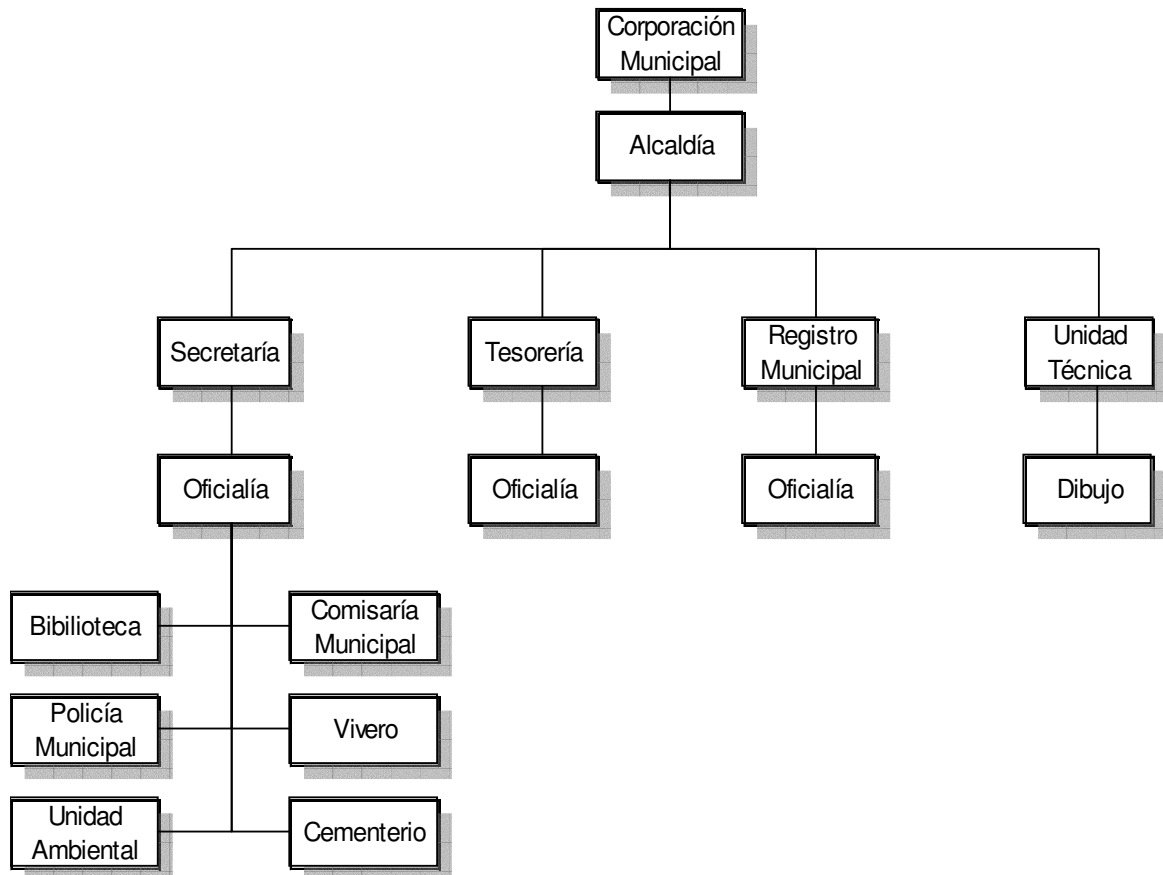 Corporación
Municipal
Alcaldía
Secretaría
Tesorería
Registro
Municipal
Unidad
Técnica
Oficialía
Oficialía
Oficialía
Dibujo
Bibilioteca
Comisaría
Municipal
Policía
Municipal
Vivero
Unidad
Ambiental
Cementerio